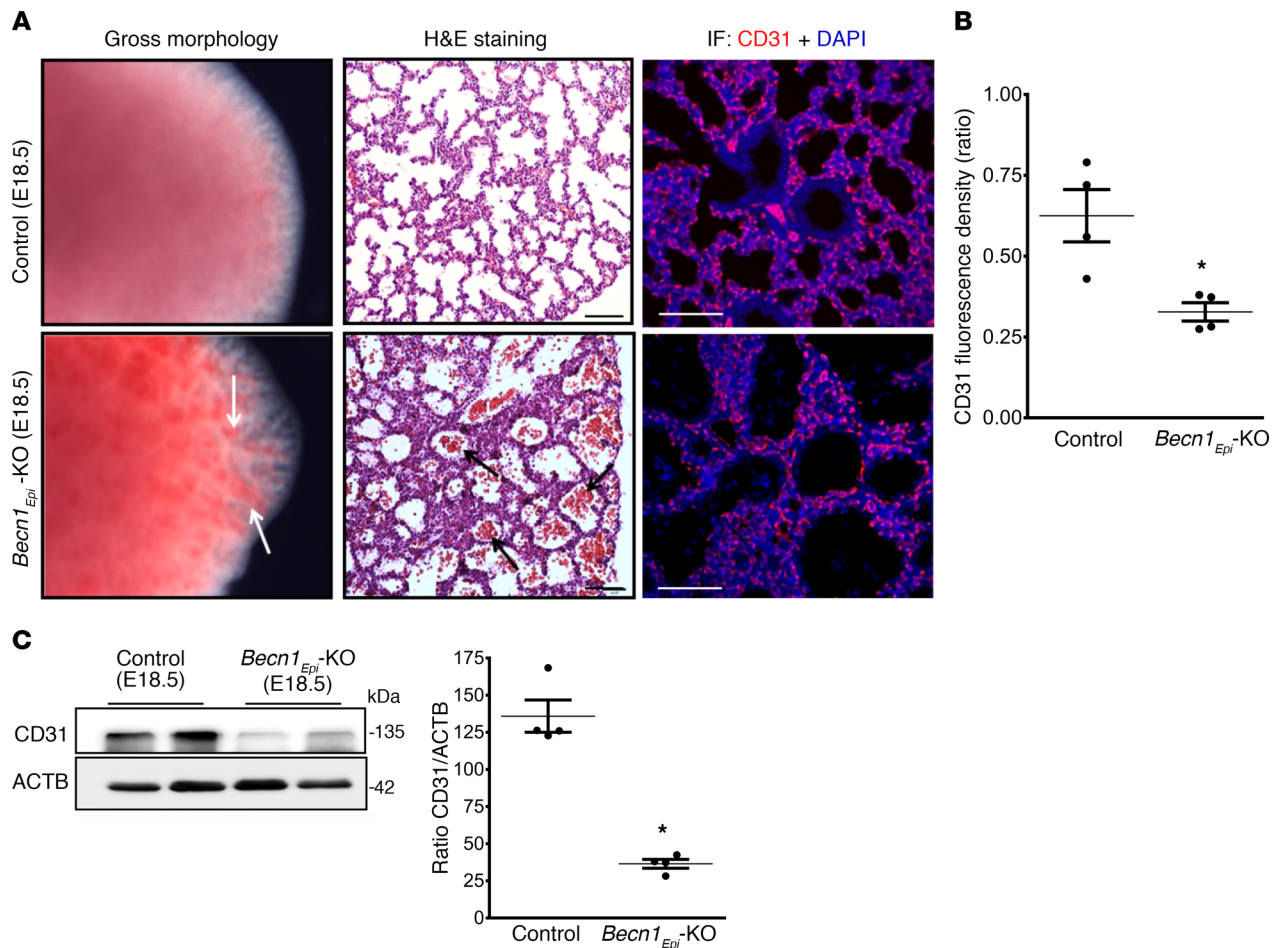 A
Gross morphology
H&E staining
IF: CD31 + DAPI
Control (E18.5)
Becn1Epi-KO (E18.5)
B
CD31 fluorescence density (ratio)
1.00
0.75
0.50
0.25
0.00
*
Control
Becn1Epi-KO
C
Control
(E18.5)
Becn1Epi-KO
(E18.5)
kDa
CD31
-135
ACTB
-42
Ratio CD31/ACTB
175
150
125
100
75
50
25
0
*
Control
Becn1Epi-KO